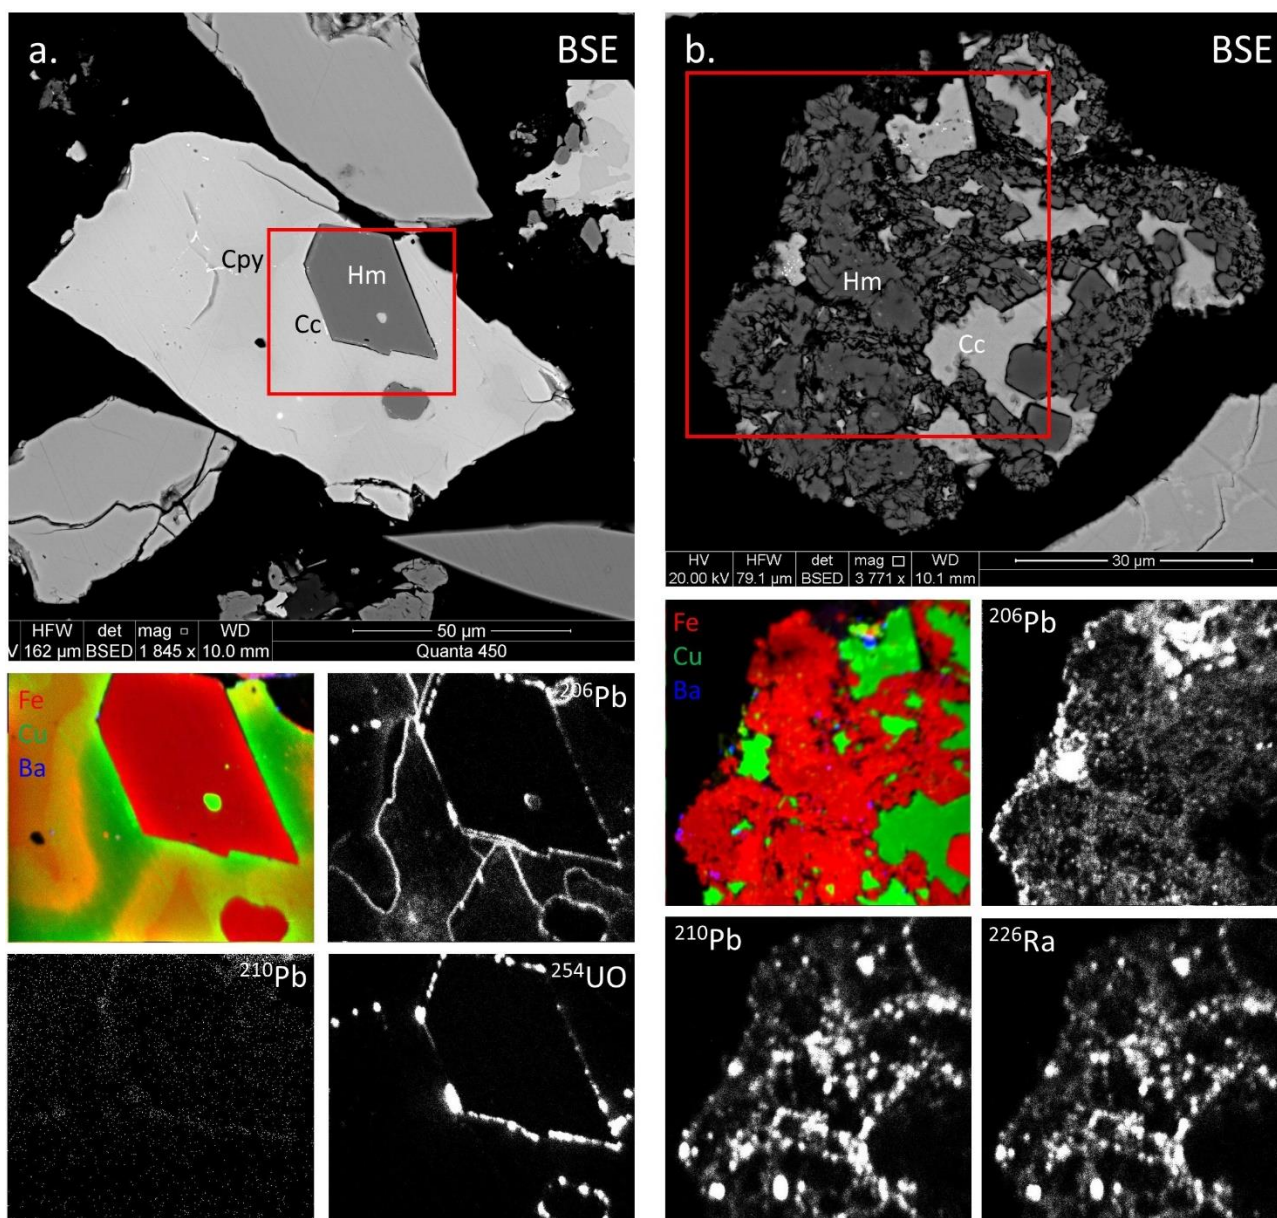 a.
BSE
Cpy
Hm
Cc
V HFW det mag □ WD
162 µm BSED 1 845 x 10.0 mm
50 µm
Quanta 450
Fe
Cu
Ba
²⁰⁶Pb
²¹⁰Pb
²⁵⁴UO
b.
BSE
Hm
Cc
HV HFW det mag □ WD
20.00 kV 79.1 µm BSED 3 771 x 10.1 mm
30 µm
Fe
Cu
Ba
²⁰⁶Pb
²¹⁰Pb
²²⁶Ra